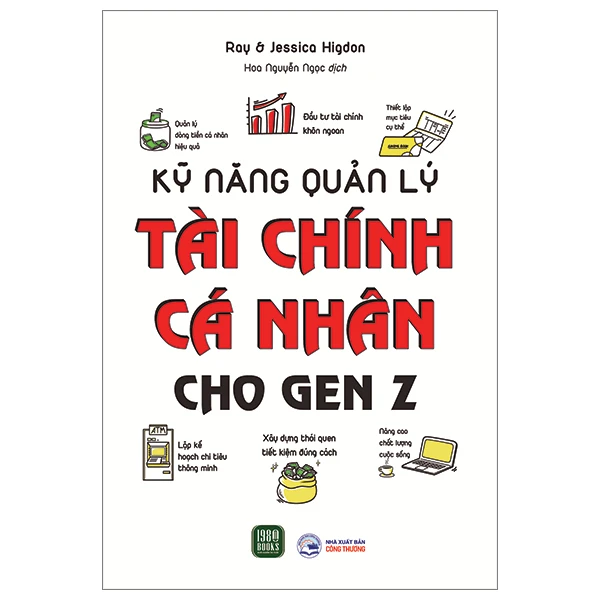 Ray & Jessica Higdon
Hoa Nguyễn Ngọc dịch
Quản lý
dòng tiền cá nhân
hiệu quả
Đầu tư tài chính
khôn ngoan
Thiết lập
mục tiêu
cụ thể
KỸ NĂNG QUẢN LÝ
TÀI CHÍNH
CÁ NHÂN
CHO GEN Z
ATM
Lập kế
hoạch chi tiêu
thông minh
Xây dựng thói quen
tiết kiệm đúng cách
Nâng cao
chất lượng
cuộc sống
1980
BOOKS
NHÀ XUẤT BẢN
CÔNG THƯƠNG